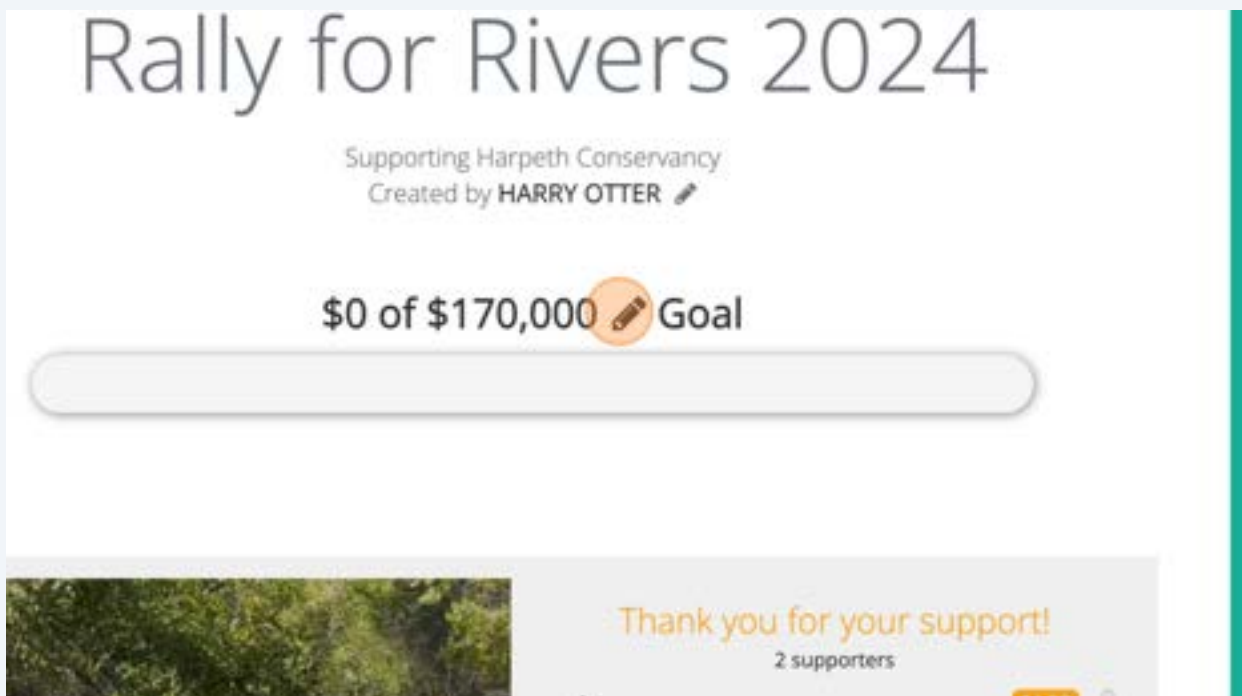 Rally for Rivers 2024
Supporting Harpeth Conservancy
Created by HARRY OTTER
$0 of $170,000 Goal
Thank you for your support!
2 supporters